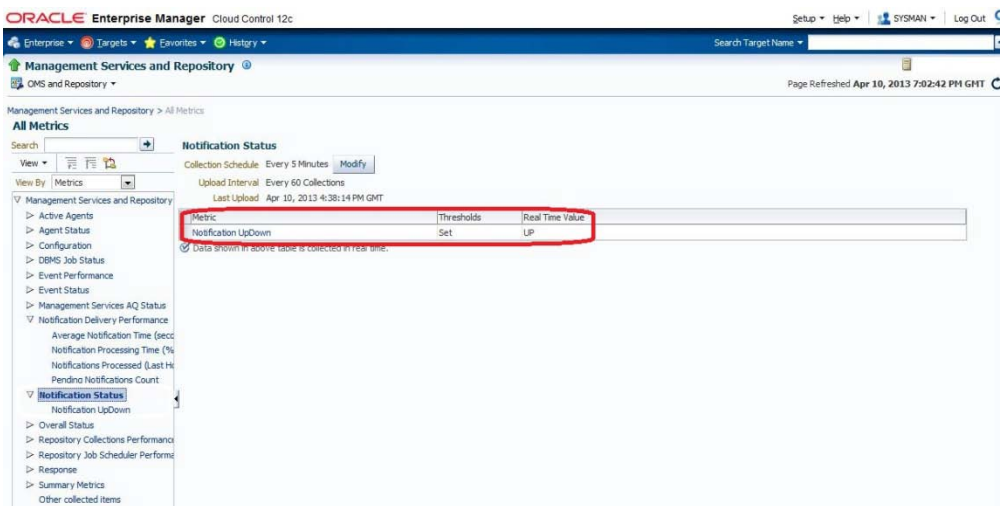 ORACLE Enterprise Manager Cloud Control 12c
Setup Help SYSMAN Log Out
Enterprise Targets Favorites History Search Target Name
Management Services and Repository
OMS and Repository Page Refreshed Apr 10, 2013 7:02:42 PM GMT
Management Services and Repository > All Metrics
All Metrics
Search
View
View By Metrics
Management Services and Repository
Active Agents
Agent Status
Configuration
DBMS Job Status
Event Performance
Event Status
Management Services AQ Status
Notification Delivery Performance
Average Notification Time (secc
Notification Processing Time (%
Notifications Processed (Last Ho
Pending Notifications Count
Notification Status
Notification UpDown
Overall Status
Repository Collections Performance
Repository Job Scheduler Performa
Response
Summary Metrics
Other collected items
Notification Status
Collection Schedule Every 5 Minutes Modify
Upload Interval Every 60 Collections
Last Upload Apr 10, 2013 4:38:14 PM GMT
Metric Thresholds Real Time Value
Notification UpDown Set UP
Data shown in above table is collected in real time.